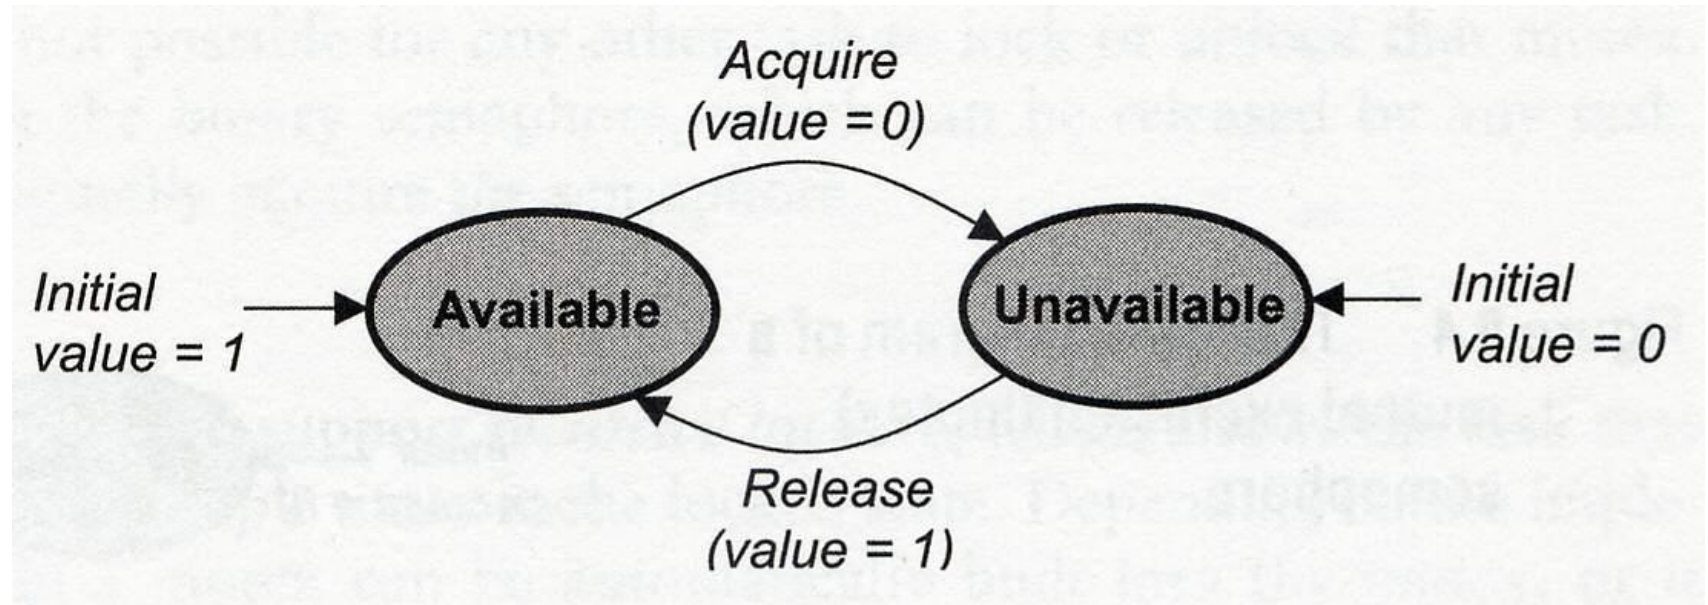 Acquire
(value = 0)
Initial
value = 1
Available
Unavailable
Initial
value = 0
Release
(value = 1)